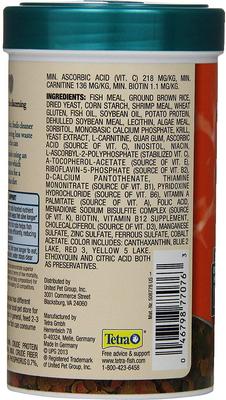 MIN. ASCORBIC ACID (VIT. C) 218 MG/KG, MIN.
CARNITINE 136 MG/KG, MIN. BIOTIN 1.1 MG/KG.
INGREDIENTS: FISH MEAL, GROUND BROWN RICE,
DRIED YEAST, CORN STARCH, SHRIMP MEAL, WHEAT
GLUTEN, FISH OIL, SOYBEAN OIL, POTATO PROTEIN,
DEHULLED SOYBEAN MEAL, LECITHIN, ALGAE MEAL,
SORBITOL, MONOBASIC CALCIUM PHOSPHATE, KRILL
YEAST EXTRACT, L-CARNITINE, GUAR GUM, ASCORBIC
ACID (SOURCE OF VIT. C), INOSITOL, NIACIN,
L-ASCORBYL-2-POLYPHOSPHATE (STABILIZED VIT C),
A-TOCOPHEROL-ACETATE (SOURCE OF VIT. E),
RIBOFLAVIN-5-PHOSPHATE (SOURCE OF VIT. B2),
D-CALCIUM PANTOTHENATE, THIAMINE
MONONITRATE (SOURCE OF VIT. B1), PYRIDOXINE
HYDROCHLORIDE (SOURCE OF VIT. B6), VITAMIN A
PALMITATE (SOURCE OF VIT. A), FOLIC ACID,
MENADIONE SODIUM BISULFITE COMPLEX (SOURCE
OF VIT. K), BIOTIN, VITAMIN B12 SUPPLEMENT,
CHOLECALCIFEROL (SOURCE OF VIT. D3), MANGANESE
SULFATE, ZINC SULFATE, FERROUS SULFATE, COBALT
ACETATE. COLOR INCLUDES: CANTHAXANTHIN, BLUE 2
LAKE, RED 3, YELLOW 5 LAKE.
ETHOXYQUIN AND CITRIC ACID BOTH
AS PRESERVATIVES.
Distributed by
United Pet Group, Inc.
3001 Commerce Street
Blacksburg, VA 24060
Manufactured by
Tetra Gmbh
Herrenteich 78
D-49324, Melle, Germany
© UPS 2013
® Registered Trademark
of United Pet Group, Inc.
Tetra
Free advice & support
www.tetra-fish.com
1-800-423-6458
0 46798 77076 3